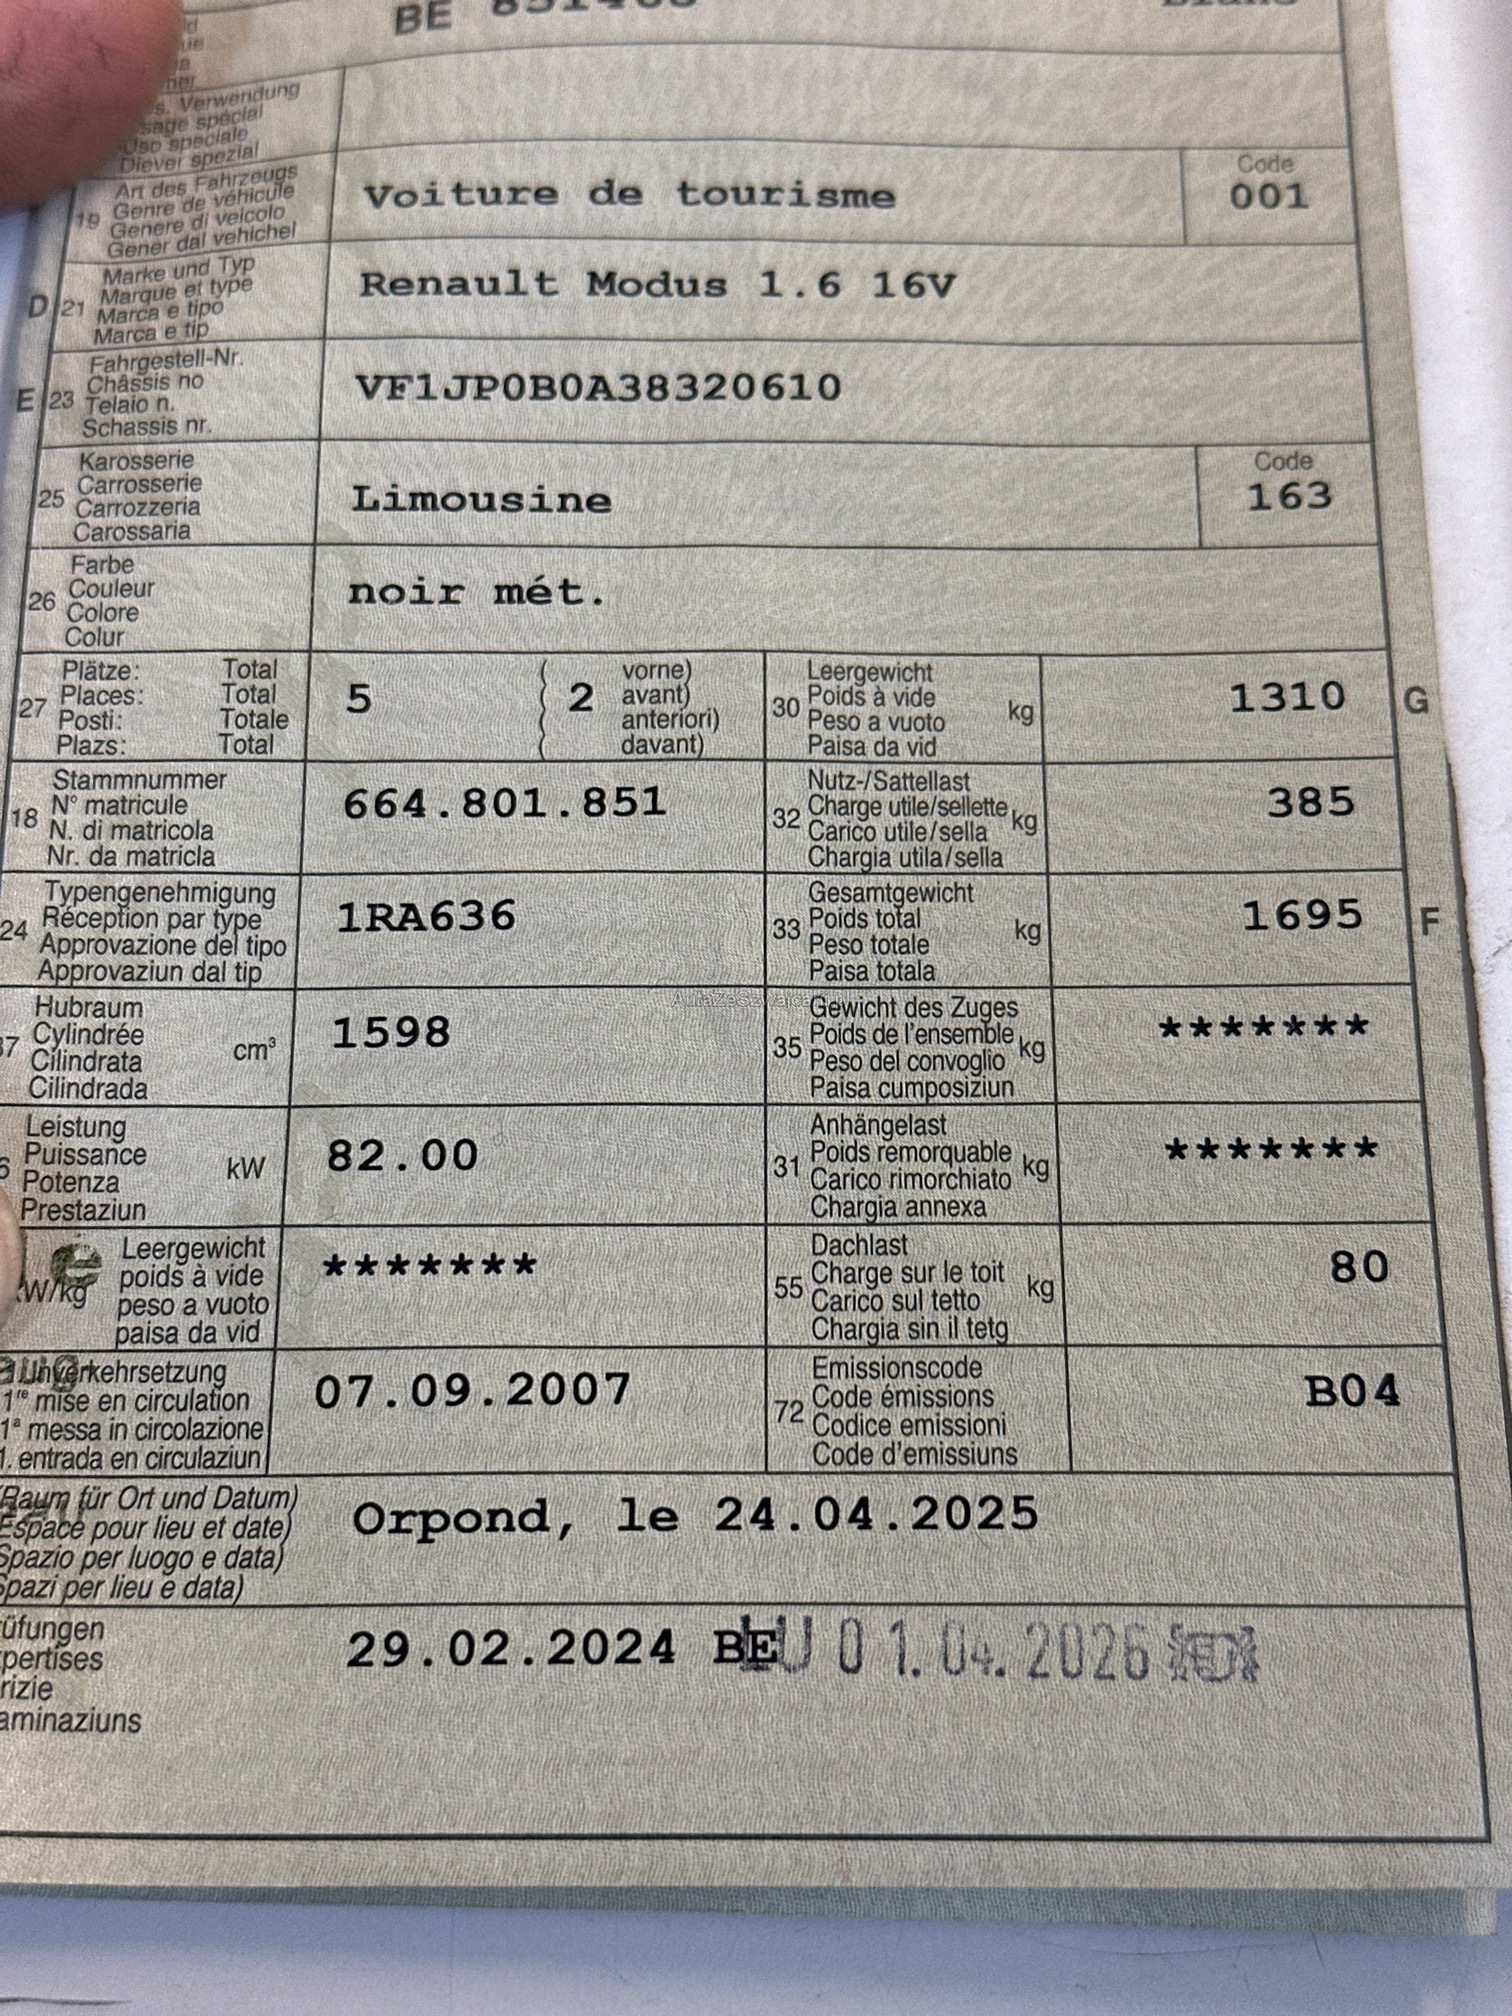 BE
s. Verwendung
sage spécial
Uso speciale
Diever spezial
19
Art des Fahrzeugs
Genre de véhicule
Genere di veicolo
Gener dal vehichel
Voiture de tourisme
Code
001
D 21
Marke und Typ
Marque et type
Marca e tipo
Marca e tip
Renault Modus 1.6 16V
E 23
Fahrgestell-Nr.
Châssis no
Telaio n.
Schassis nr.
VF1JP0B0A38320610
25
Karosserie
Carrosserie
Carrozzeria
Carossaria
Limousine
Code
163
26
Farbe
Couleur
Colore
Colur
noir mét.
27
Plätze: Total
Places: Total
Posti: Totale
Plazs: Total
5
( 2 vorne)
avant)
anteriori)
( davant)
30
Leergewicht
Poids à vide
Peso a vuoto kg
Paisa da vid
1310 G
18
Stammnummer
N° matricule
N. di matricola
Nr. da matricla
664.801.851
32
Nutz-/Sattellast
Charge utile/sellette
Carico utile/sella kg
Chargia utila/sella
385
24
Typengenehmigung
Réception par type
Approvazione del tipo
Approvaziun dal tip
1RA636
33
Gesamtgewicht
Poids total
Peso totale kg
Paisa totala
1695 F
37
Hubraum
Cylindrée
Cilindrata cm³
Cilindrada
1598
35
Gewicht des Zuges
Poids de l'ensemble
Peso del convoglio kg
Paisa cumposiziun
*******
6
Leistung
Puissance
Potenza kW
Prestaziun
82.00
31
Anhängelast
Poids remorquable
Carico rimorchiato kg
Chargia annexa
*******
W/kg
Leergewicht
poids à vide
peso a vuoto
paisa da vid
*******
55
Dachlast
Charge sur le toit
Carico sul tetto kg
Chargia sin il tetg
80
1. Inverkehrsetzung
1re mise en circulation
1a messa in circolazione
1. entrada en circulaziun
07.09.2007
72
Emissionscode
Code émissions
Codice emissioni
Code d'emissiuns
B04
(Raum für Ort und Datum)
Espace pour lieu et date)
Spazio per luogo e data)
Spazi per lieu e data)
Orpond, le 24.04.2025
üfungen
pertises
rizie
aminaziuns
29.02.2024 BE
LU 01.04.2026